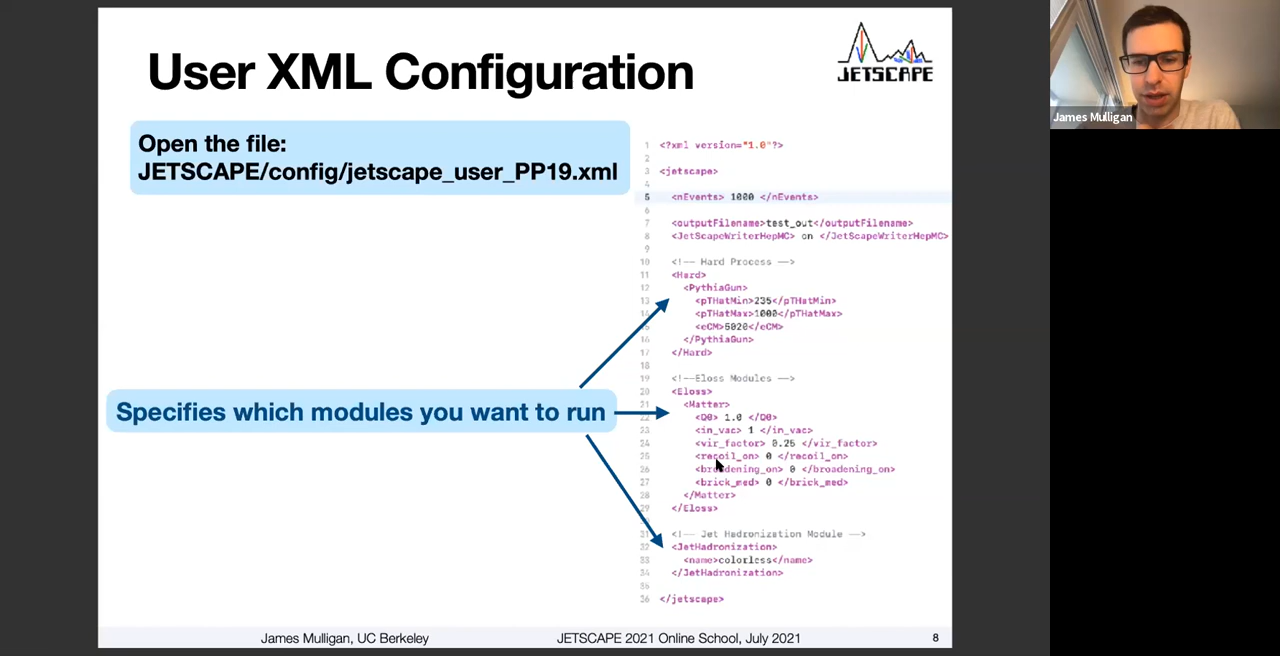 User XML Configuration
JETSCAPE
James Mulligan
Open the file:
JETSCAPE/config/jetscape_user_PP19.xml
Specifies which modules you want to run
1 <?xml version="1.0"?>
2
3 <jetscape>
4
5 <nEvents> 1000 </nEvents>
6
7 <outputFilename>test_out</outputFilename>
8 <JetScapeWriterHepMC> on </JetScapeWriterHepMC>
9
10 <!-- Hard Process -->
11 <Hard>
12 <PythiaGun>
13 <pTHatMin>235</pTHatMin>
14 <pTHatMax>1000</pTHatMax>
15 <eCM>5020</eCM>
16 </PythiaGun>
17 </Hard>
18
19 <!--Eloss Modules -->
20 <Eloss>
21 <Matter>
22 <Q0> 1.0 </Q0>
23 <in_vac> 1 </in_vac>
24 <vir_factor> 0.25 </vir_factor>
25 <recoil_on> 0 </recoil_on>
26 <broadening_on> 0 </broadening_on>
27 <brick_med> 0 </brick_med>
28 </Matter>
29 </Eloss>
31 <!-- Jet Hadronization Module -->
32 <JetHadronization>
33 <name>colorless</name>
34 </JetHadronization>
35
36 </jetscape>
James Mulligan, UC Berkeley
JETSCAPE 2021 Online School, July 2021
8